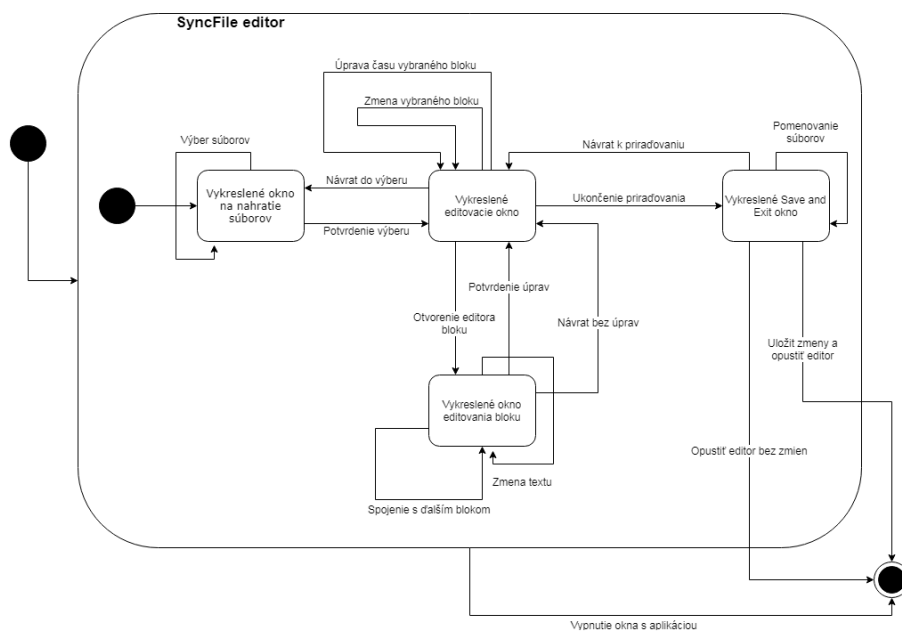 SyncFile editor
Úprava času vybraného bloku
Zmena vybraného bloku
Výber súborov
Návrat k priraďovaniu
Pomenovanie
súborov
Návrat do výberu
Vykreslené okno
na nahratie
súborov
Vykreslené
editovacie okno
Ukončenie priraďovania
Vykreslené Save and
Exit okno
Potvrdenie výberu
Potvrdenie úprav
Otvorenie editora
bloku
Návrat bez úprav
Uložit zmeny a
opustiť editor
Vykreslené okno
editovania bloku
Opustiť editor bez zmien
Zmena textu
Spojenie s ďalším blokom
Vypnutie okna s aplikáciou